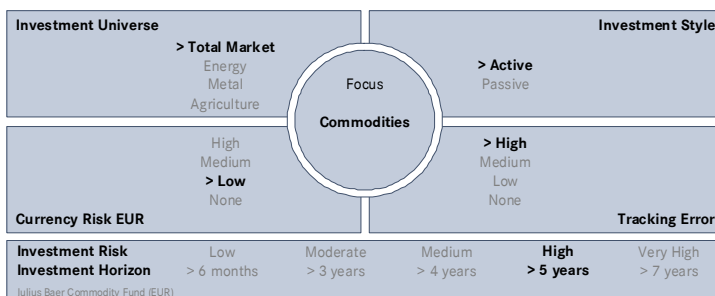 Investment Universe
> Total Market
Energy
Metal
Agriculture
Investment Style
> Active
Passive
Focus
Commodities
High
Medium
> Low
None
Currency Risk EUR
> High
Medium
Low
None
Tracking Error
Investment Risk Low Moderate Medium High Very High
Investment Horizon > 6 months > 3 years > 4 years > 5 years > 7 years
Julius Baer Commodity Fund (EUR)